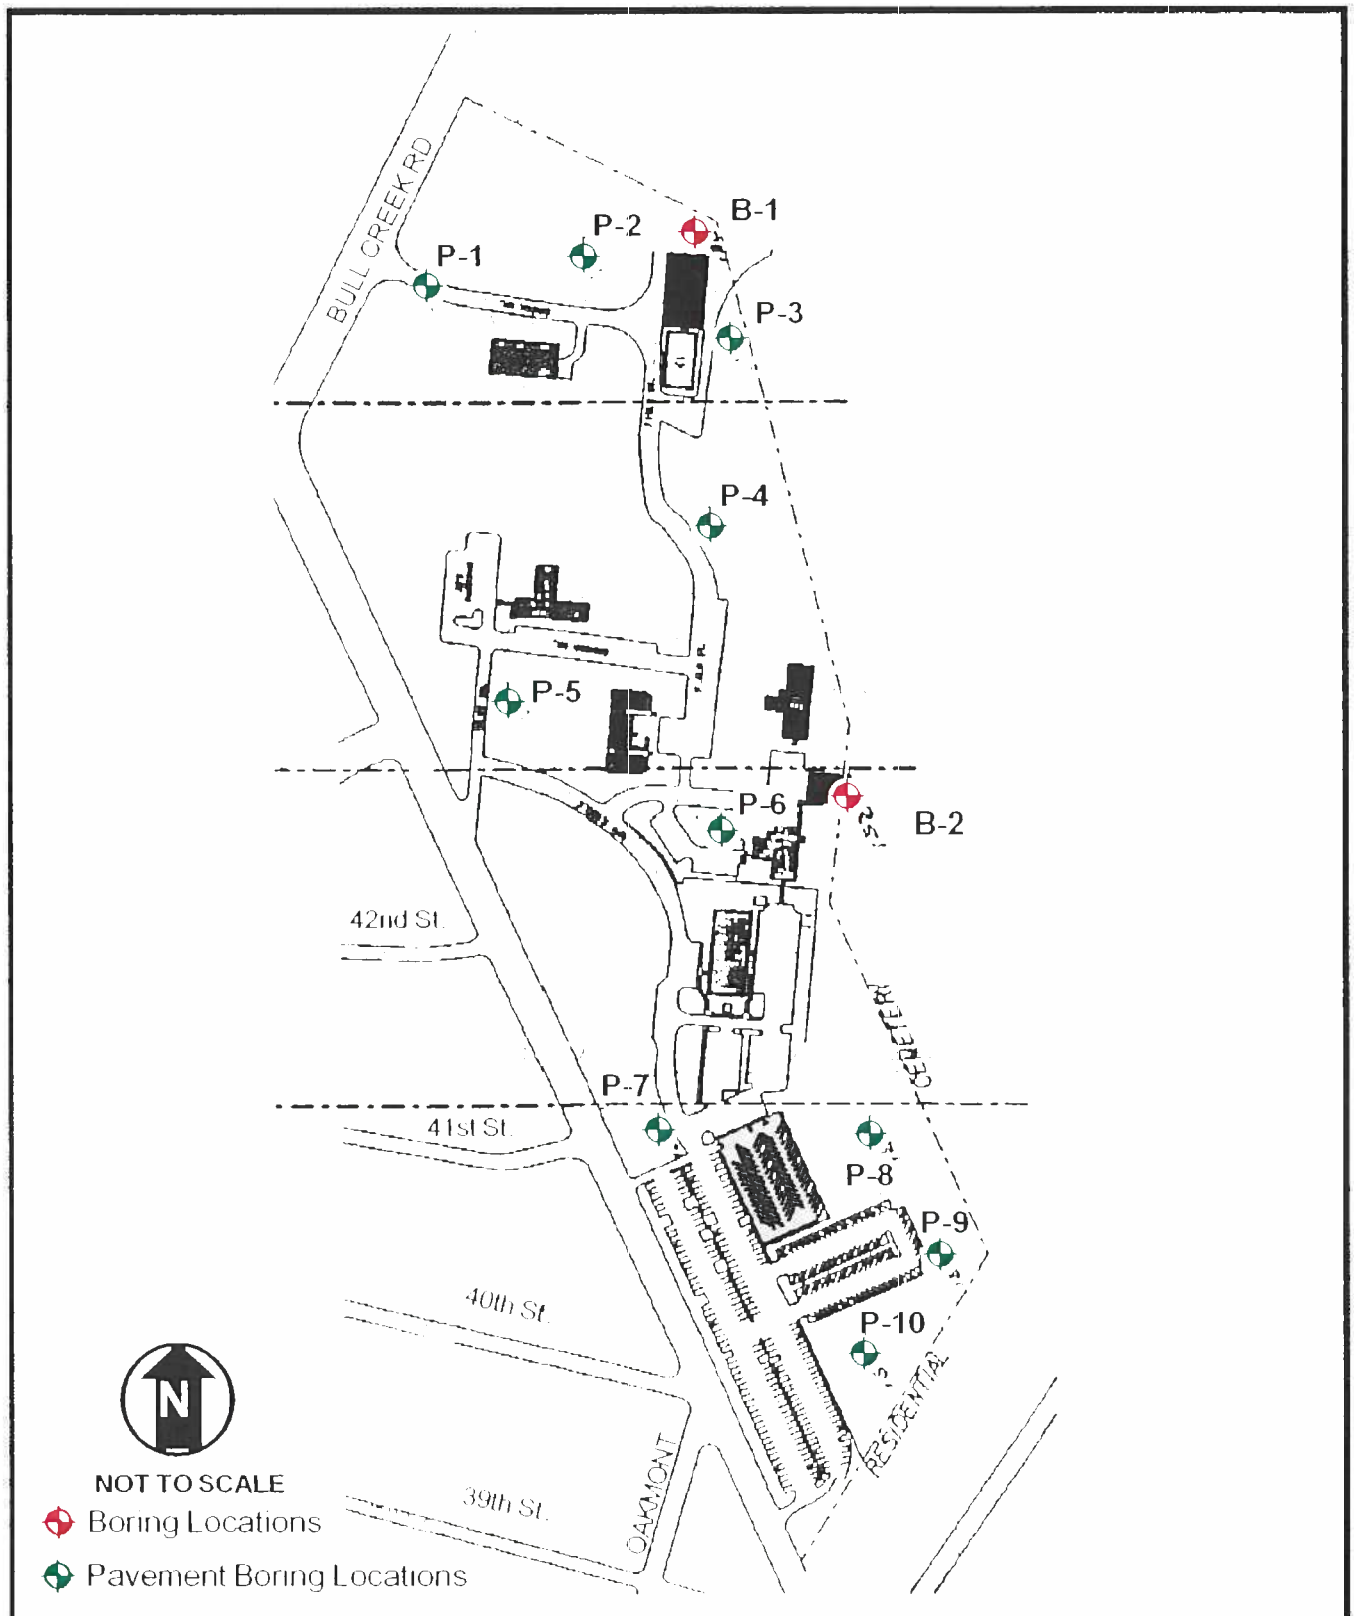 BULL CREEK RD
B-1
P-2
P-1
P-3
P-4
P-5
P-6
B-2
25'
42nd St.
CEMETERY
P-7
41st St.
P-8
P-9
40th St.
P-10
RESIDENTIAL
N
NOT TO SCALE
39th St.
OAKMONT
Boring Locations
Pavement Boring Locations